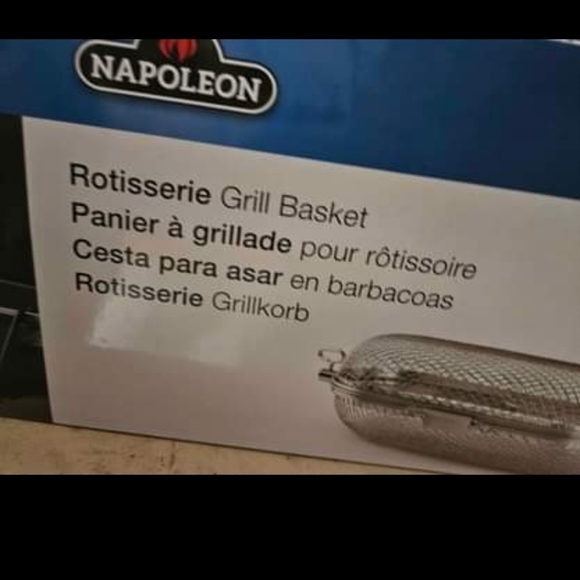 NAPOLEON
Rotisserie Grill Basket
Panier à grillade pour rôtissoire
Cesta para asar en barbacoas
Rotisserie Grillkorb